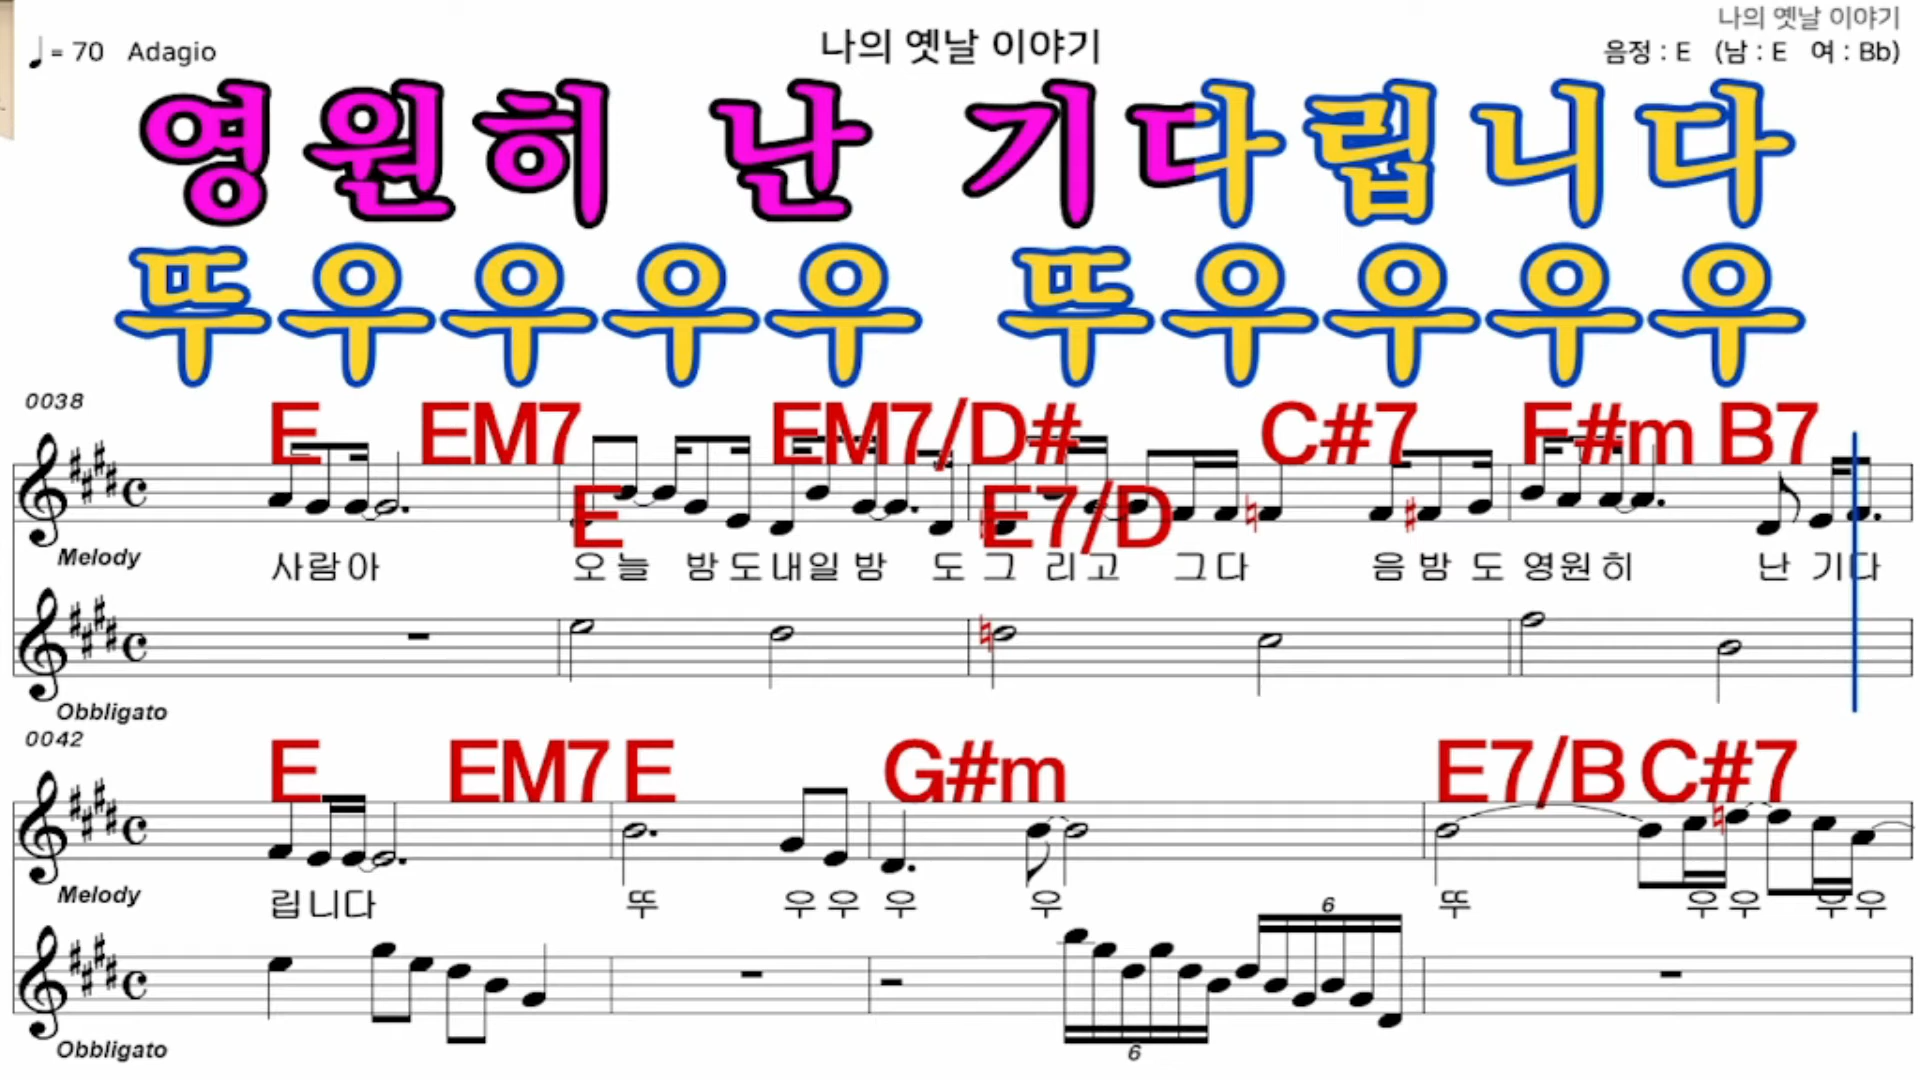 나의 옛날 이야기
♩= 70 Adagio
나의 옛날 이야기
음정 : E (남 : E 여 : Bb)
영원히 난 기다립니다
뚜우우우우 뚜우우우우
0038
E EM7 EM7/D# C#7 F#m B7
E E7/D
Melody
사람아 오늘 밤도내일밤 도그 리고 그다 음밤 도 영원히 난 기다
Obbligato
0042
E EM7 E G#m E7/B C#7
Melody
립니다 뚜 우우 우 우 뚜 우우 우우
6
6
Obbligato